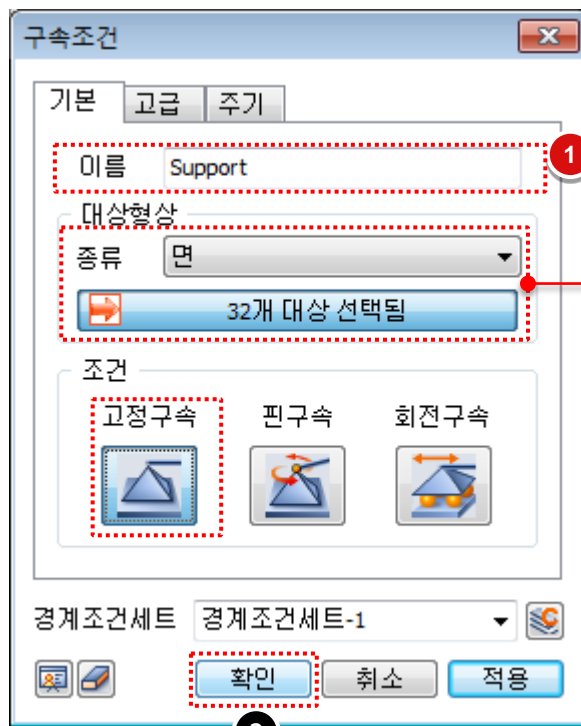 구속조건
기본 고급 주기
이름 Support
1
대상형상
종류 면
32개 대상 선택됨
조건
고정구속 핀구속 회전구속
경계조건세트 경계조건세트-1
확인 취소 적용